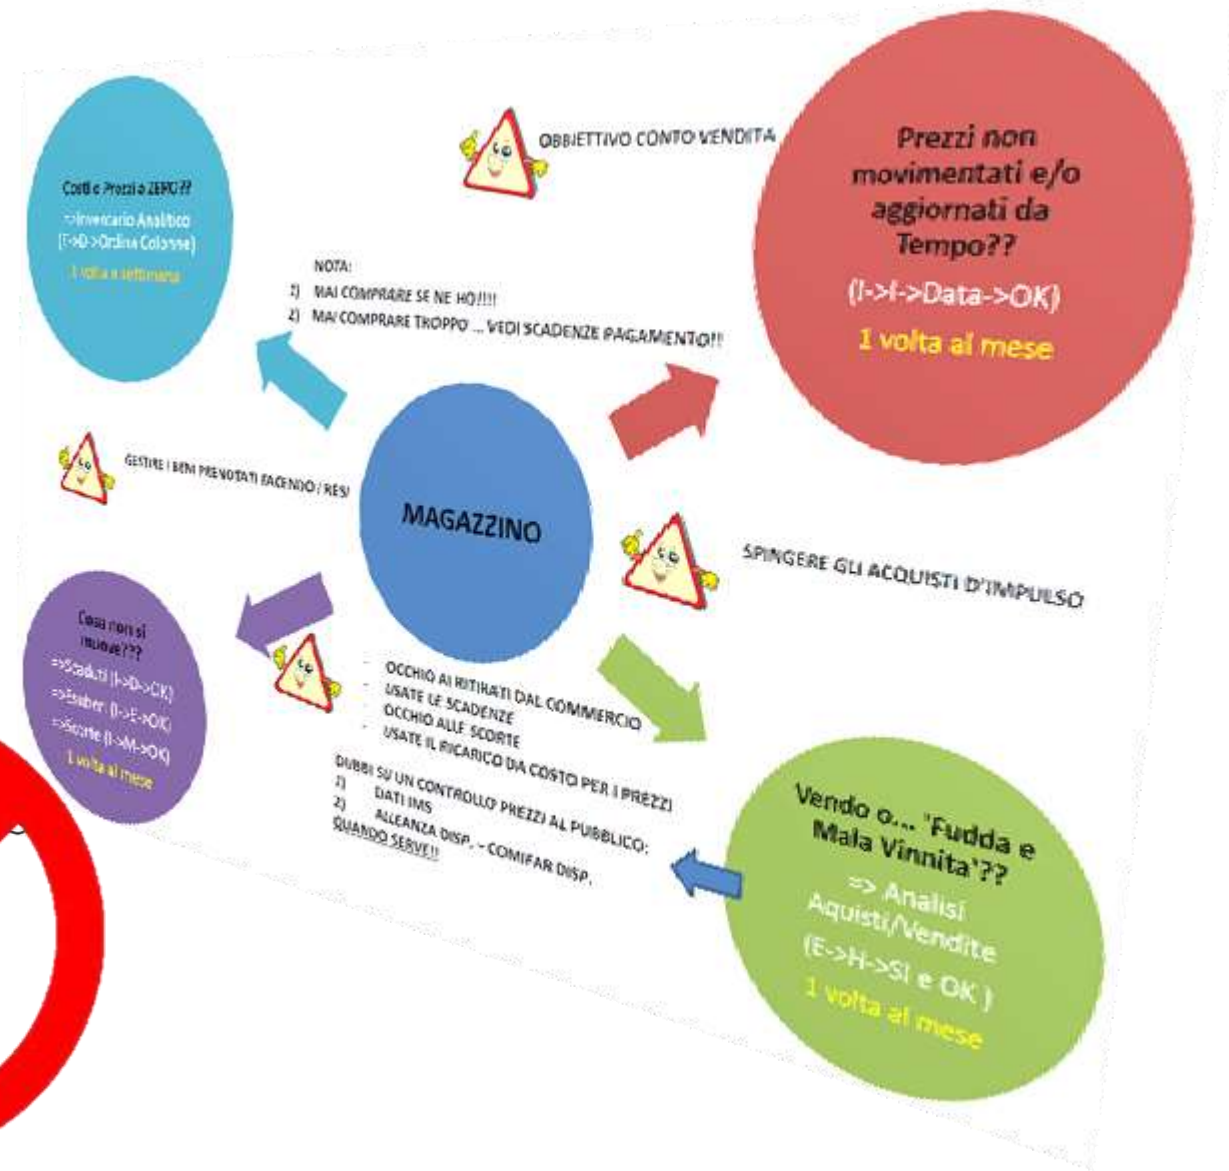 OBBIETTIVO CONTO VENDITA
Prezzi non
movimentati e/o
aggiornati da
Tempo??
(I->I->Data->OK)
1 volta al mese
Costi e Prezzi a ZERO??
=>Inventario Analitico
(E->D->Ordina Colonne)
1 volta a settimana
NOTA:
1) MAI COMPRARE SE NE HO!!!!
2) MAI COMPRARE TROPPO ... VEDI SCADENZE PAGAMENTO!!
GESTIRE I BENI PRENOTATI FACENDO I RESI
MAGAZZINO
SPINGERE GLI ACQUISTI D'IMPULSO
Cosa non si
muove???
=>Scaduti (I->D->OK)
=>Esuberi (I->E->OK)
=>Scorte (I->M->OK)
1 volta al mese
- OCCHIO AI RITIRATI DAL COMMERCIO
- USATE LE SCADENZE
- OCCHIO ALLE SCORTE
- USATE IL RICARICO DA COSTO PER I PREZZI
DUBBI SU UN CONTROLLO PREZZI AL PUBBLICO:
1) DATI IMS
2) ALLEANZA DISP. - COMIFAR DISP.
QUANDO SERVE!!
Vendo o... 'Fudda e
Mala Vinnita'??
=> Analisi
Aquisti/Vendite
(E->H->SI e OK )
1 volta al mese